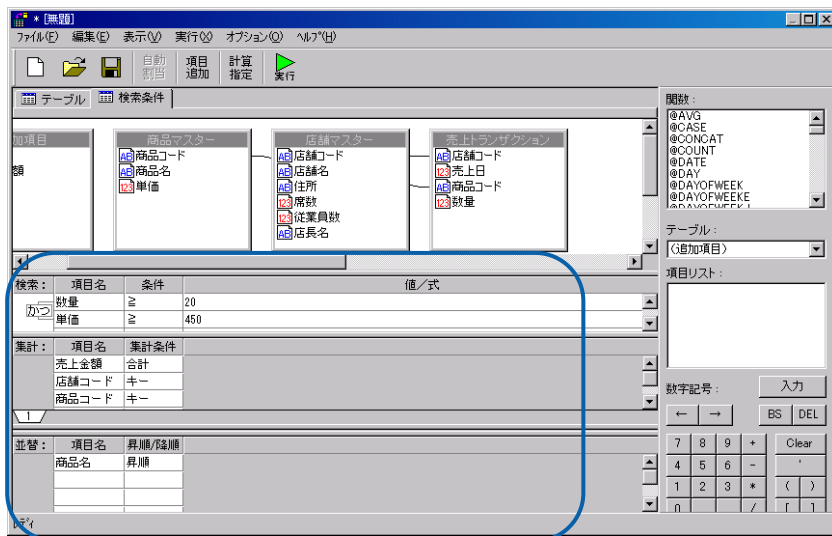 * [無題]
ファイル(F) 編集(E) 表示(V) 実行(X) オプション(O) ヘルプ(H)
自動割当 項目追加 計算指定 実行
テーブル 検索条件
加項目
額
商品マスター
商品コード
商品名
単価
店舗マスター
店舗コード
店舗名
住所
席数
従業員数
店長名
売上トランザクション
店舗コード
売上日
商品コード
数量
検索: 項目名 条件 値/式
かつ
数量 ≧ 20
単価 ≧ 450
集計: 項目名 集計条件
売上金額 合計
店舗コード キー
商品コード キー
1
並替: 項目名 昇順/降順
商品名 昇順
レディ
関数:
@AVG
@CASE
@CONCAT
@COUNT
@DATE
@DAY
@DAYOFWEEK
@DAYOFWEEKE
テーブル:
(追加項目)
項目リスト:
数字記号: 入力
← → BS DEL
7 8 9 + Clear
4 5 6 - '
1 2 3 * ( )
0 / [ ]